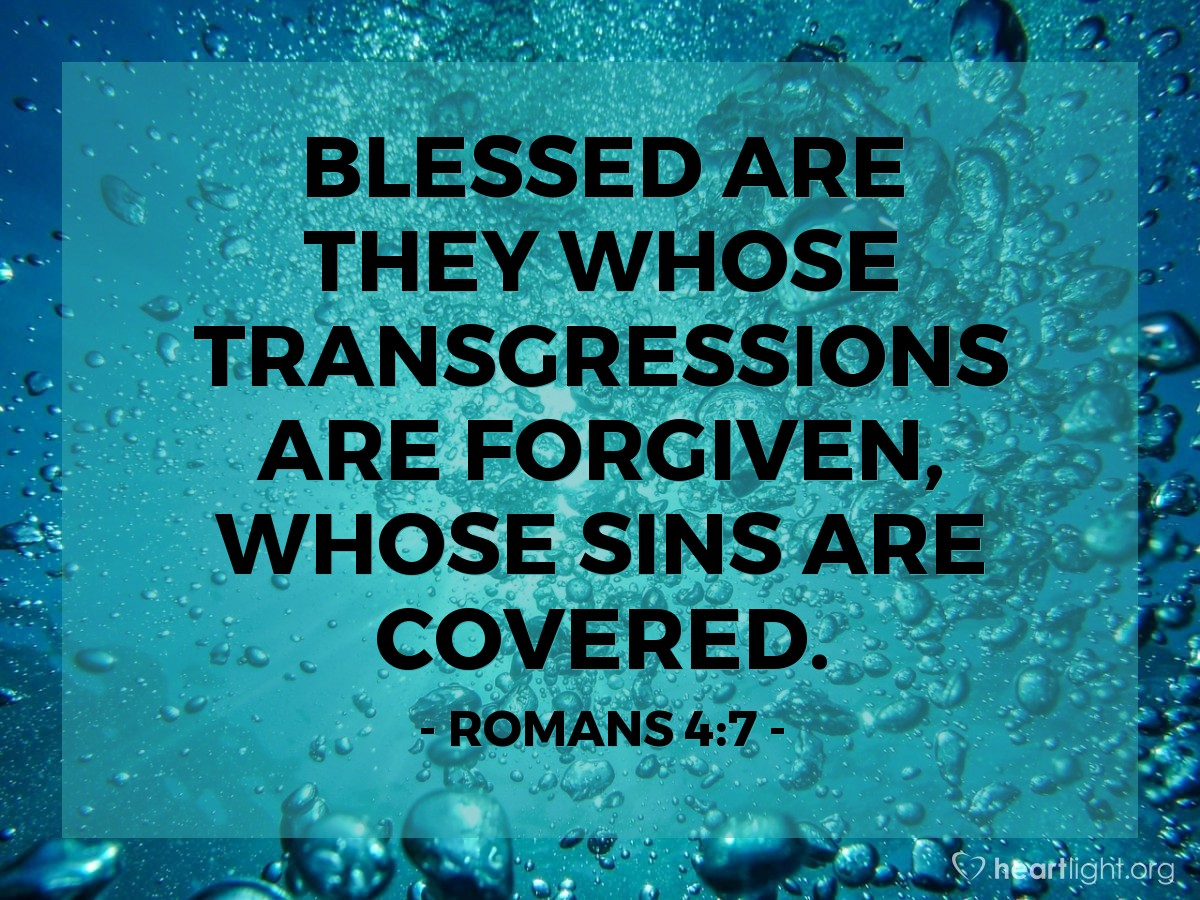 BLESSED ARE
THEY WHOSE
TRANSGRESSIONS
ARE FORGIVEN,
WHOSE SINS ARE
COVERED.
- ROMANS 4:7 -
heartlight.org